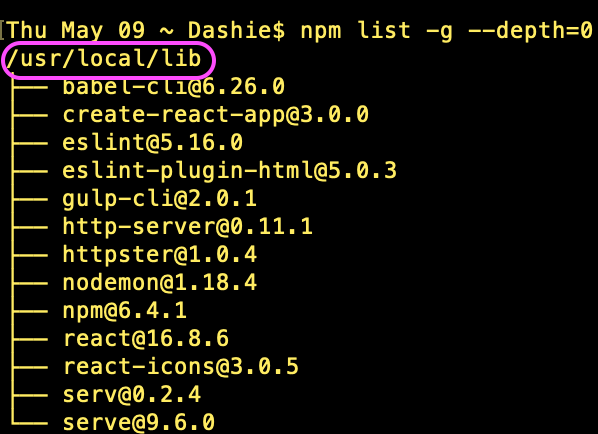 Thu May 09 ~ Dashie$ npm list -g --depth=0
/usr/local/lib
├── babel-cli@6.26.0
├── create-react-app@3.0.0
├── eslint@5.16.0
├── eslint-plugin-html@5.0.3
├── gulp-cli@2.0.1
├── http-server@0.11.1
├── httpster@1.0.4
├── nodemon@1.18.4
├── npm@6.4.1
├── react@16.8.6
├── react-icons@3.0.5
├── serv@0.2.4
└── serve@9.6.0